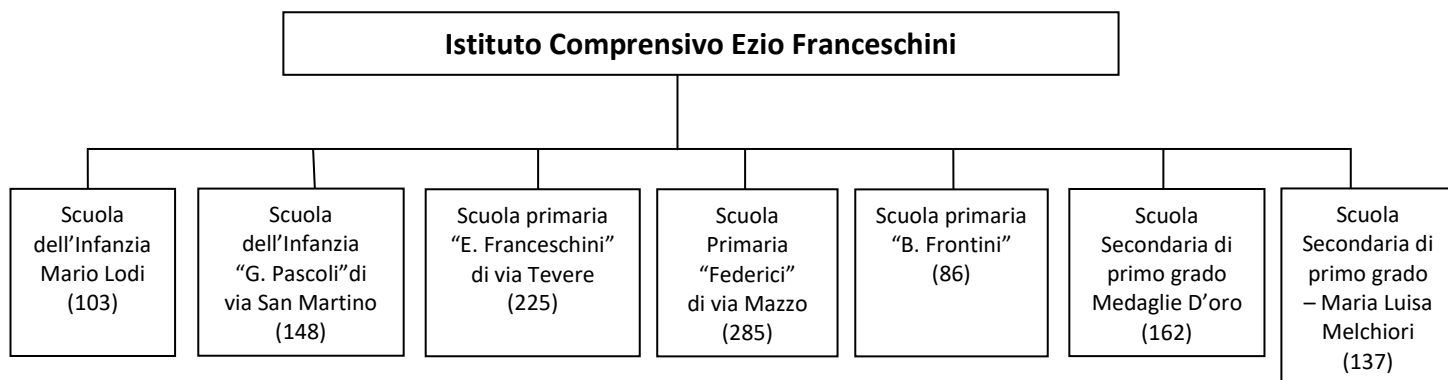 Istituto Comprensivo Ezio Franceschini
Scuola
dell’Infanzia
Mario Lodi
(103)
Scuola
dell’Infanzia
“G. Pascoli”di
via San Martino
(148)
Scuola primaria
“E. Franceschini”
di via Tevere
(225)
Scuola
Primaria
“Federici”
di via Mazzo
(285)
Scuola primaria
“B. Frontini”
(86)
Scuola
Secondaria di
primo grado
Medaglie D’oro
(162)
Scuola
Secondaria di
primo grado
– Maria Luisa
Melchiori
(137)